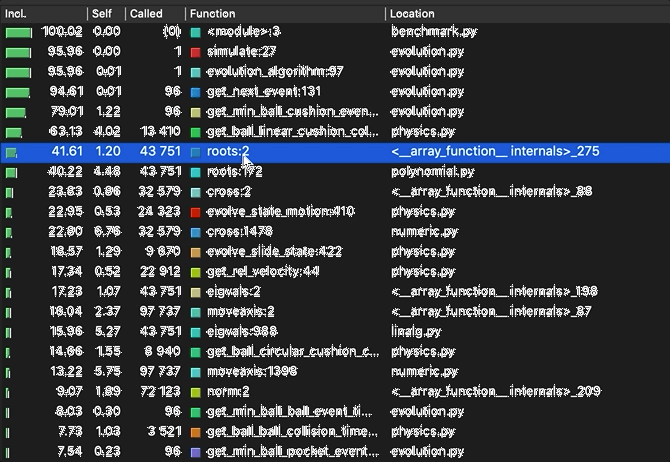 Incl. Self Called Function Location
100.02 0.00 (0) <module>:3 benchmark.py
95.96 0.00 1 simulate:27 evolution.py
95.96 0.01 1 evolution_algorithm:97 evolution.py
94.61 0.01 96 get_next_event:131 evolution.py
79.01 1.22 96 get_min_ball_cushion_even... evolution.py
63.13 4.02 13 410 get_ball_linear_cushion_col... physics.py
41.61 1.20 43 751 roots:2 <__array_function__ internals>_275
40.22 4.48 43 751 roots:172 polynomial.py
23.83 0.86 32 579 cross:2 <__array_function__ internals>_88
22.95 0.53 24 323 evolve_state_motion:410 physics.py
22.80 6.76 32 579 cross:1478 numeric.py
18.57 1.29 9 670 evolve_slide_state:422 physics.py
17.34 0.52 22 912 get_rel_velocity:44 physics.py
17.23 1.07 43 751 eigvals:2 <__array_function__ internals>_198
16.04 2.37 97 737 moveaxis:2 <__array_function__ internals>_87
15.96 5.27 43 751 eigvals:988 linalg.py
14.66 1.55 8 940 get_ball_circular_cushion_c... physics.py
13.22 5.75 97 737 moveaxis:1396 numeric.py
9.07 1.89 72 123 norm:2 <__array_function__ internals>_209
8.03 0.30 96 get_min_ball_ball_event_ti... evolution.py
7.73 1.03 3 521 get_ball_ball_collision_time... physics.py
7.54 0.23 96 get_min_ball_pocket_event... evolution.py